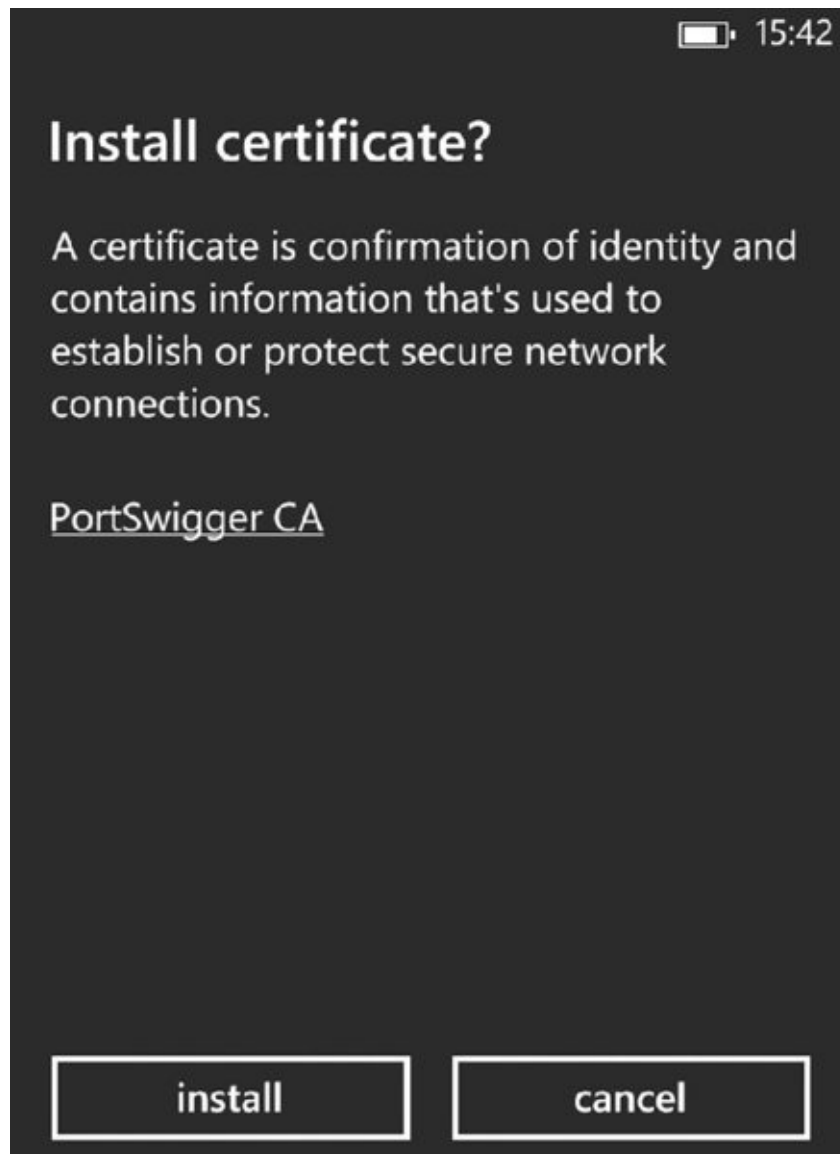 15:42
Install certificate?
A certificate is confirmation of identity and
contains information that's used to
establish or protect secure network
connections.
PortSwigger CA
install cancel